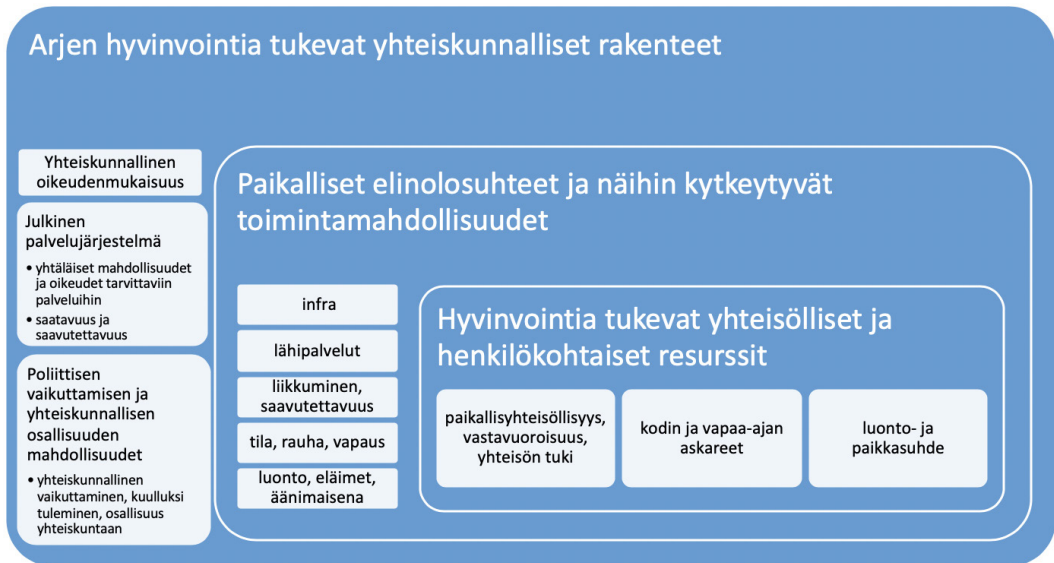 Arjen hyvinvointia tukevat yhteiskunnalliset rakenteet
Yhteiskunnallinen
oikeudenmukaisuus
Julkinen
palvelujärjestelmä
• yhtäläiset mahdollisuudet
ja oikeudet tarvittaviin
palveluihin
• saatavuus ja
saavutettavuus
Poliittisen
vaikuttamisen ja
yhteiskunnallisen
osallisuuden
mahdollisuudet
• yhteiskunnallinen
vaikuttaminen, kuulluksi
tuleminen, osallisuus
yhteiskuntaan
Paikalliset elinolosuhteet ja näihin kytkeytyvät
toimintamahdollisuudet
infra
lähipalvelut
liikkuminen,
saavutettavuus
tila, rauha, vapaus
luonto, eläimet,
äänimaisena
Hyvinvointia tukevat yhteisölliset ja
henkilökohtaiset resurssit
paikallisyhteisöllisyys,
vastavuoroisuus,
yhteisön tuki
kodin ja vapaa-ajan
askareet
luonto- ja
paikkasuhde